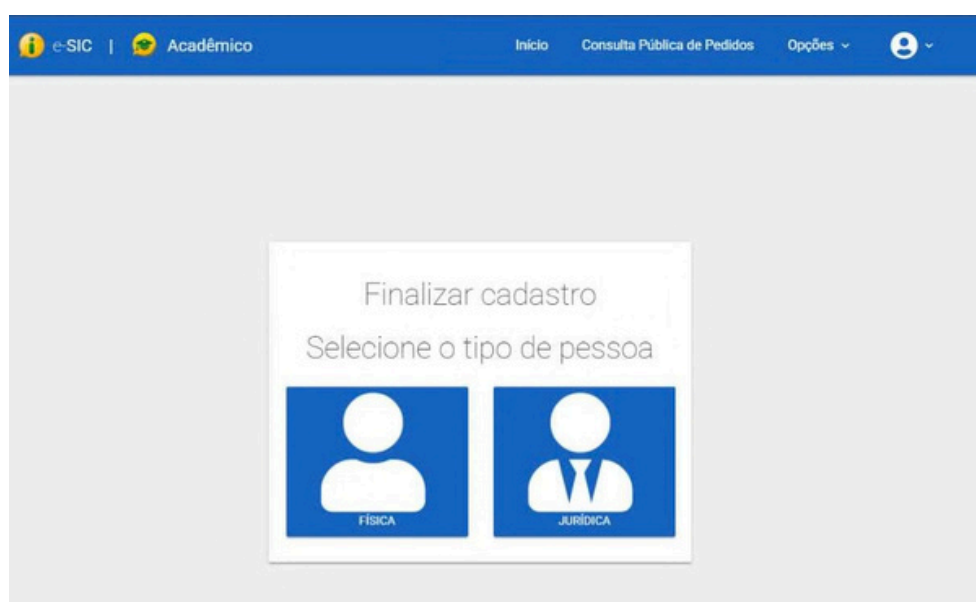 e-SIC | Acadêmico Início Consulta Pública de Pedidos Opções
Finalizar cadastro
Selecione o tipo de pessoa
FÍSICA JURÍDICA